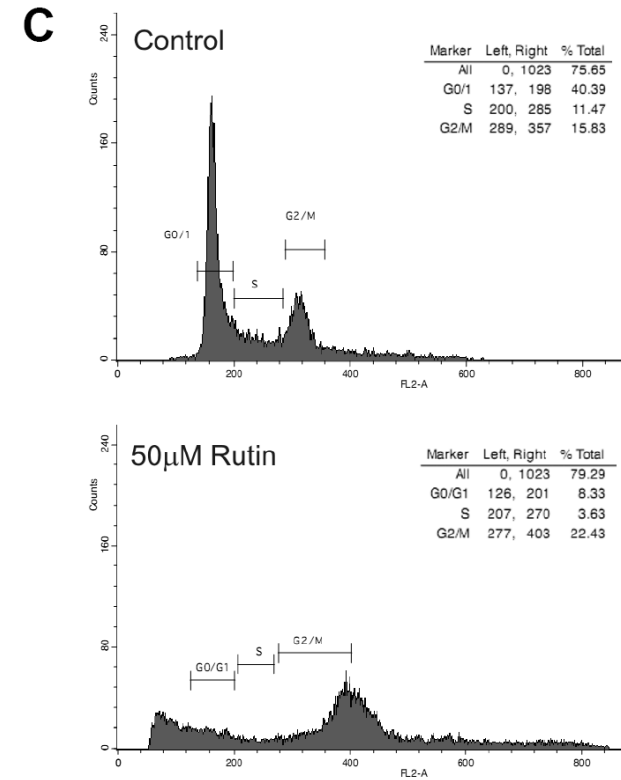 C
Control
Marker Left, Right % Total
All 0, 1023 75.65
G0/1 137, 198 40.39
S 200, 285 11.47
G2/M 289, 357 15.83
240
160
80
0
Counts
G0/1
S
G2/M
0 200 400 600 800
FL2-A
50µM Rutin
Marker Left, Right % Total
All 0, 1023 79.29
G0/G1 126, 201 8.33
S 207, 270 3.63
G2/M 277, 403 22.43
240
160
80
0
Counts
G0/G1
S
G2/M
0 200 400 600 800
FL2-A